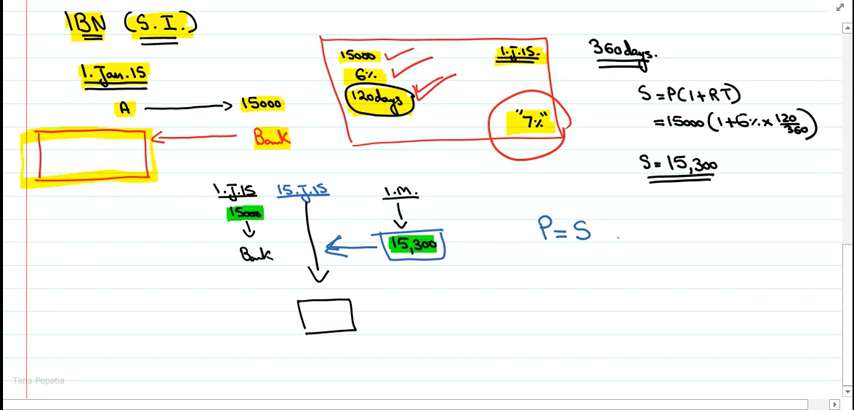 IBN (S.I.)
1.Jan.15
A → 15000
Bank
15000
6%
120days
1.J.15.
"7%"
360days.
S=P(1+RT)
=15000(1+6%×120/360)
S=15,300
1.J.15
15000
Bank
15.J.15
1.M.
15,300
P=S
Taha Popatia